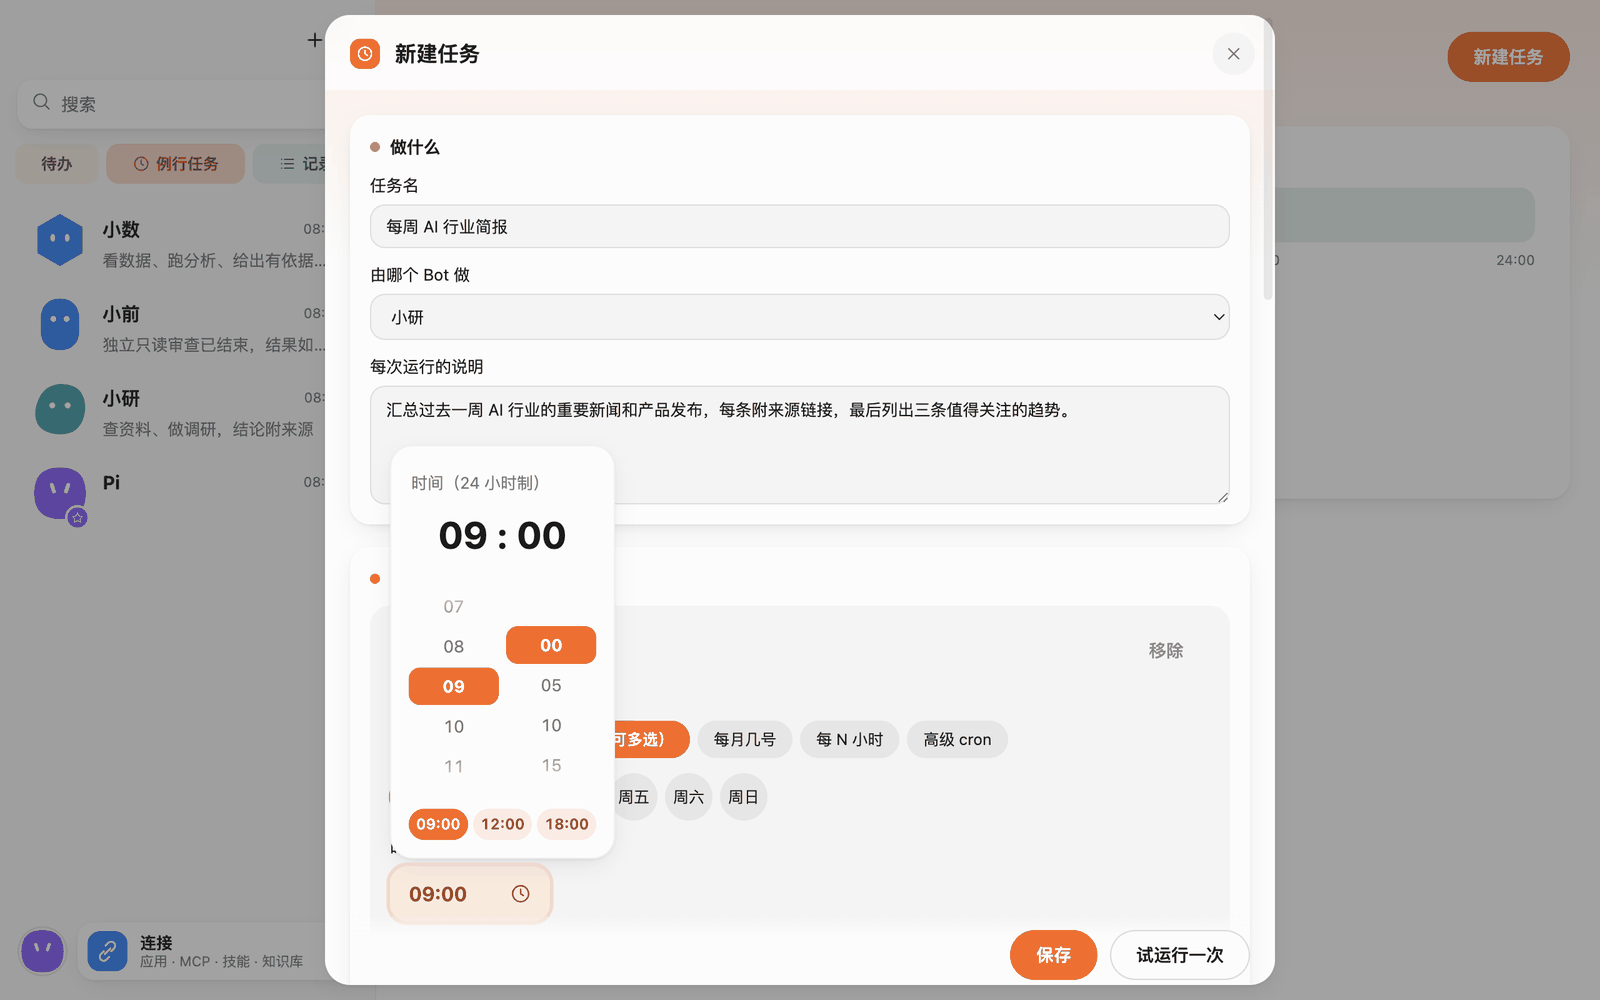 新建任务
新建任务
搜索
待办
例行任务
记录
小数
08:
看数据、跑分析、给出有依据...
小前
08:
独立只读审查已结束，结果如...
小研
08:
查资料、做调研，结论附来源
Pi
08:
连接
应用 · MCP · 技能 · 知识库
做什么
任务名
每周 AI 行业简报
由哪个 Bot 做
小研
每次运行的说明
汇总过去一周 AI 行业的重要新闻和产品发布，每条附来源链接，最后列出三条值得关注的趋势。
时间（24 小时制）
09 : 00
07
08
09
10
11
00
05
10
15
09:00
12:00
18:00
移除
可多选）
每月几号
每 N 小时
高级 cron
周五
周六
周日
09:00
保存
试运行一次
24:00